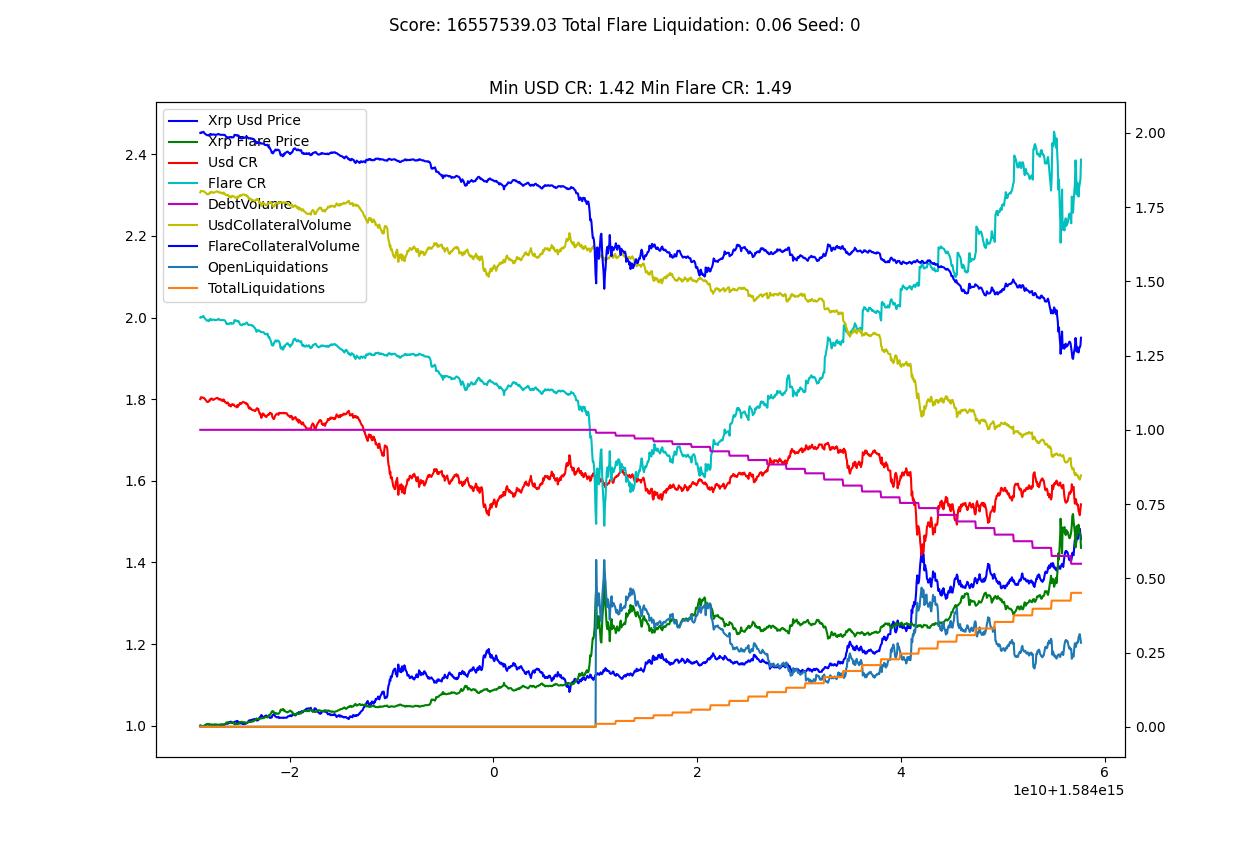 Score: 16557539.03 Total Flare Liquidation: 0.06 Seed: 0
Min USD CR: 1.42 Min Flare CR: 1.49
Xrp Usd Price
Xrp Flare Price
Usd CR
Flare CR
DebtVolume
UsdCollateralVolume
FlareCollateralVolume
OpenLiquidations
TotalLiquidations
2.4
2.2
2.0
1.8
1.6
1.4
1.2
1.0
2.00
1.75
1.50
1.25
1.00
0.75
0.50
0.25
0.00
−2
0
2
4
6
1e10+1.584e15